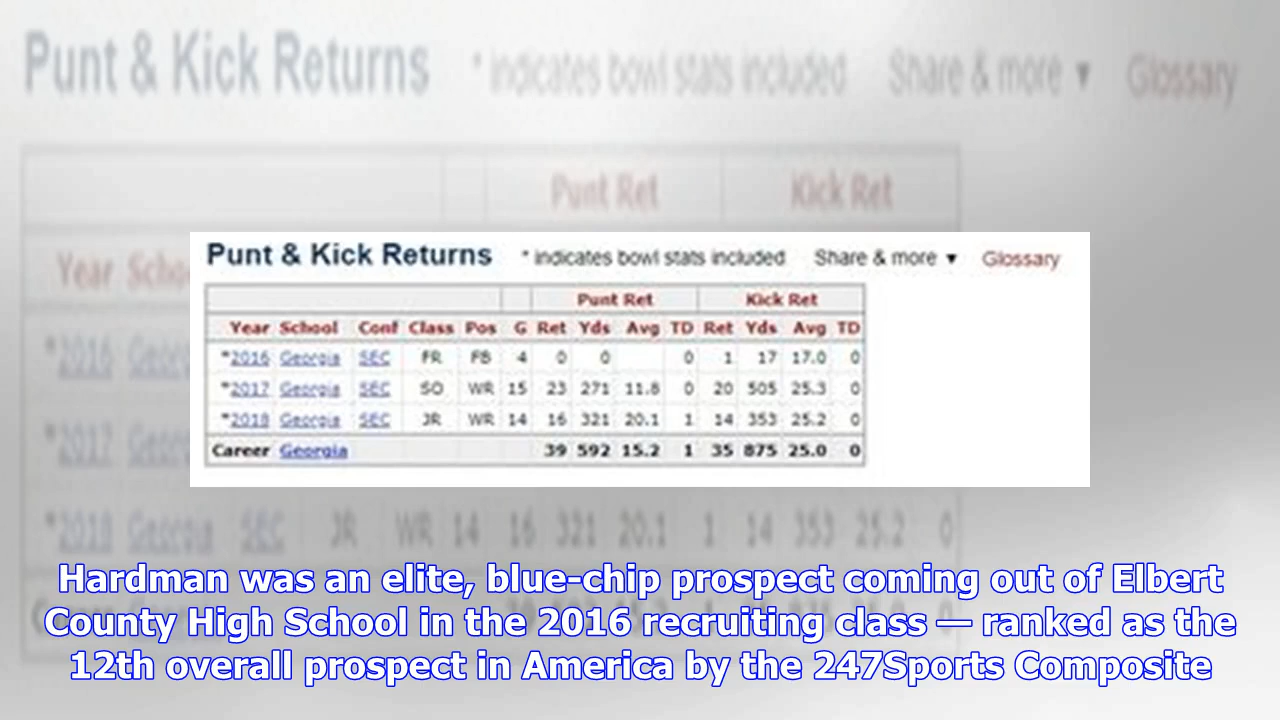 Punt & Kick Returns * indicates bowl stats included Share & more ▼ Glossary
Punt Ret Kick Ret
Year School Conf Class Pos G Ret Yds Avg TD Ret Yds Avg TD
*2016 Georgia SEC FR FB 4 0 0 0 1 17 17.0 0
*2017 Georgia SEC SO WR 15 23 271 11.8 0 20 505 25.3 0
*2018 Georgia SEC JR WR 14 16 321 20.1 1 14 353 25.2 0
Career Georgia 39 592 15.2 1 35 875 25.0 0
Hardman was an elite, blue-chip prospect coming out of Elbert
County High School in the 2016 recruiting class — ranked as the
12th overall prospect in America by the 247Sports Composite